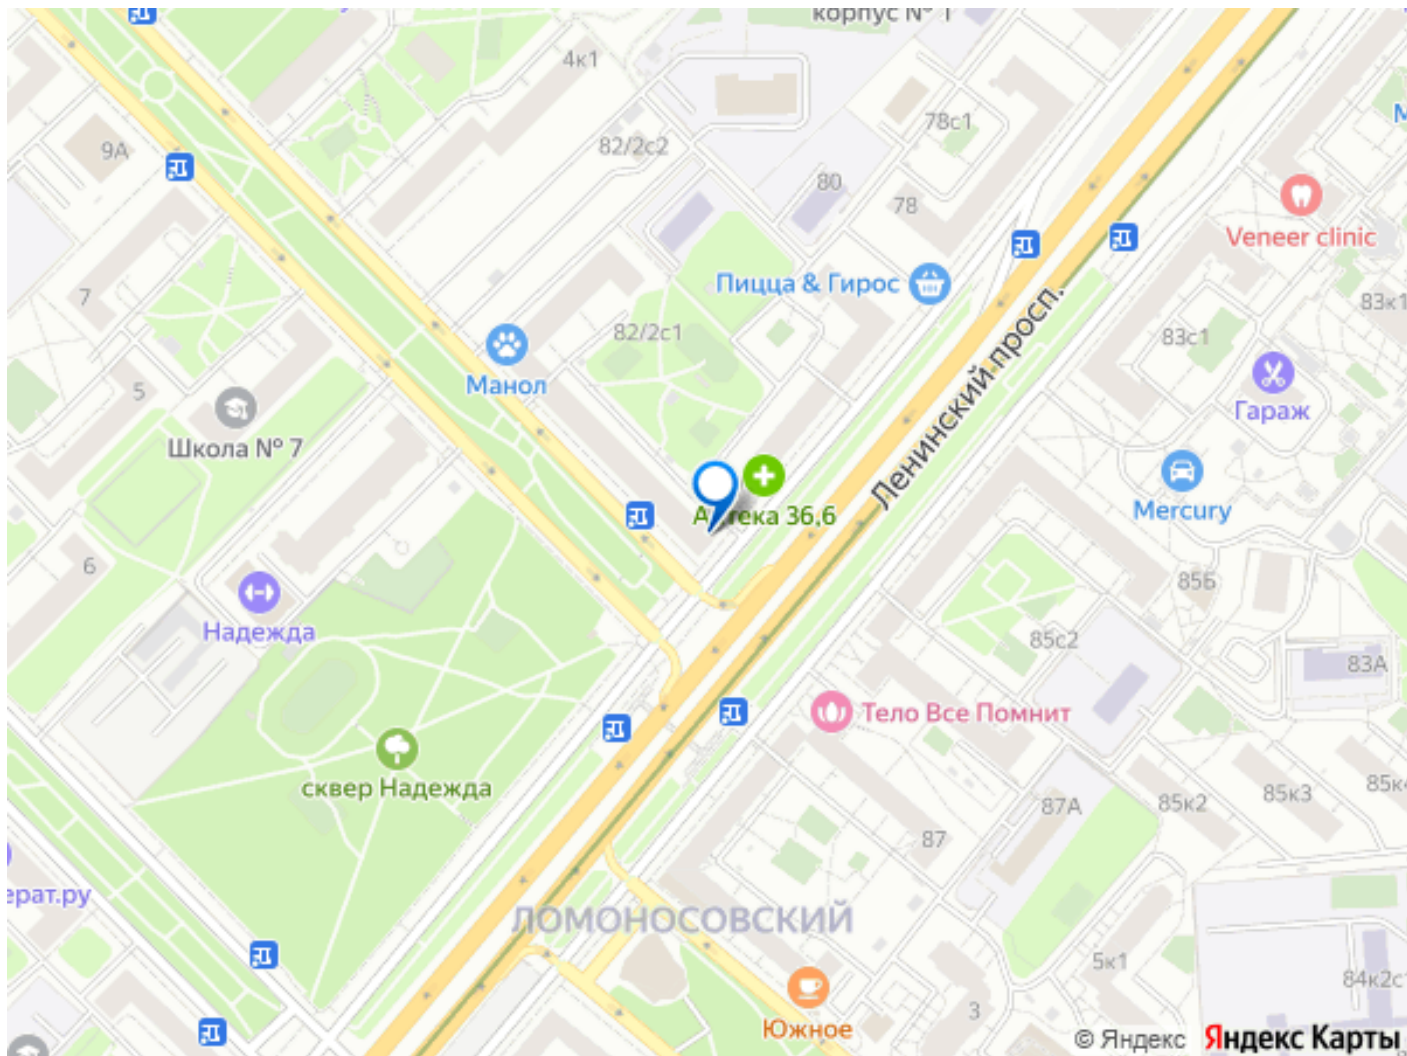 корпус № 1
4к1
78с1
9А
82/2с2
80
78
Veneer clinic
Пицца & Гирос
7
83к1
82/2с1
83с1
Манол
5
Гараж
Школа № 7
Ленинский просп.
Mercury
Аптека 36,6
6
85Б
Надежда
85с2
83А
Тело Все Помнит
сквер Надежда
85к2
85к3
87А
87
ерат.ру
ЛОМОНОСОВСКИЙ
5к1
84к2с
3
Южное
© Яндекс Яндекс Карты